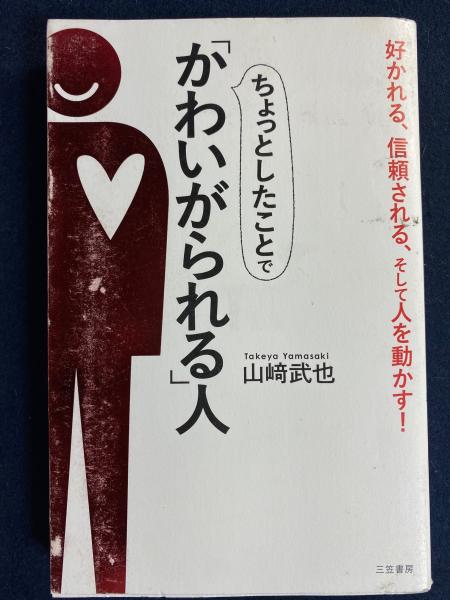 好かれる、信頼される、そして人を動かす!
ちょっとしたことで
「かわいがられる」人
Takeya Yamasaki
山﨑武也
三笠書房